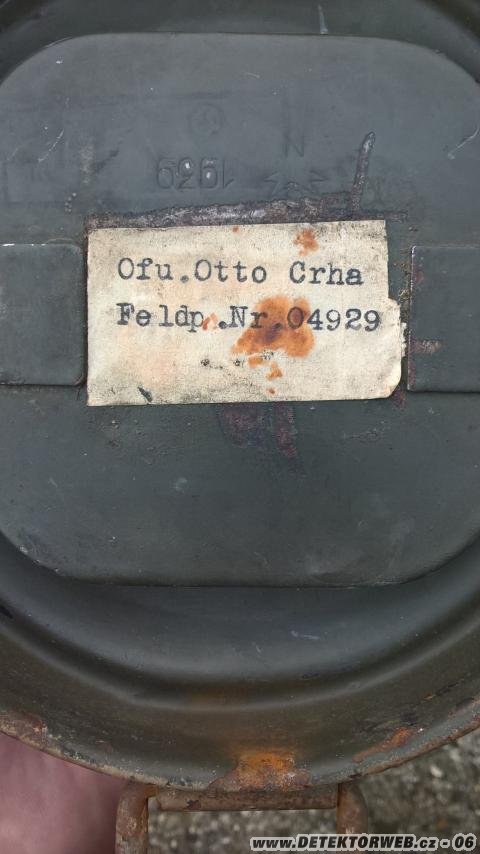 1939
Ofu.Otto Crha
Feldp.Nr.04929
www.DETEKTORWEB.cz - 06